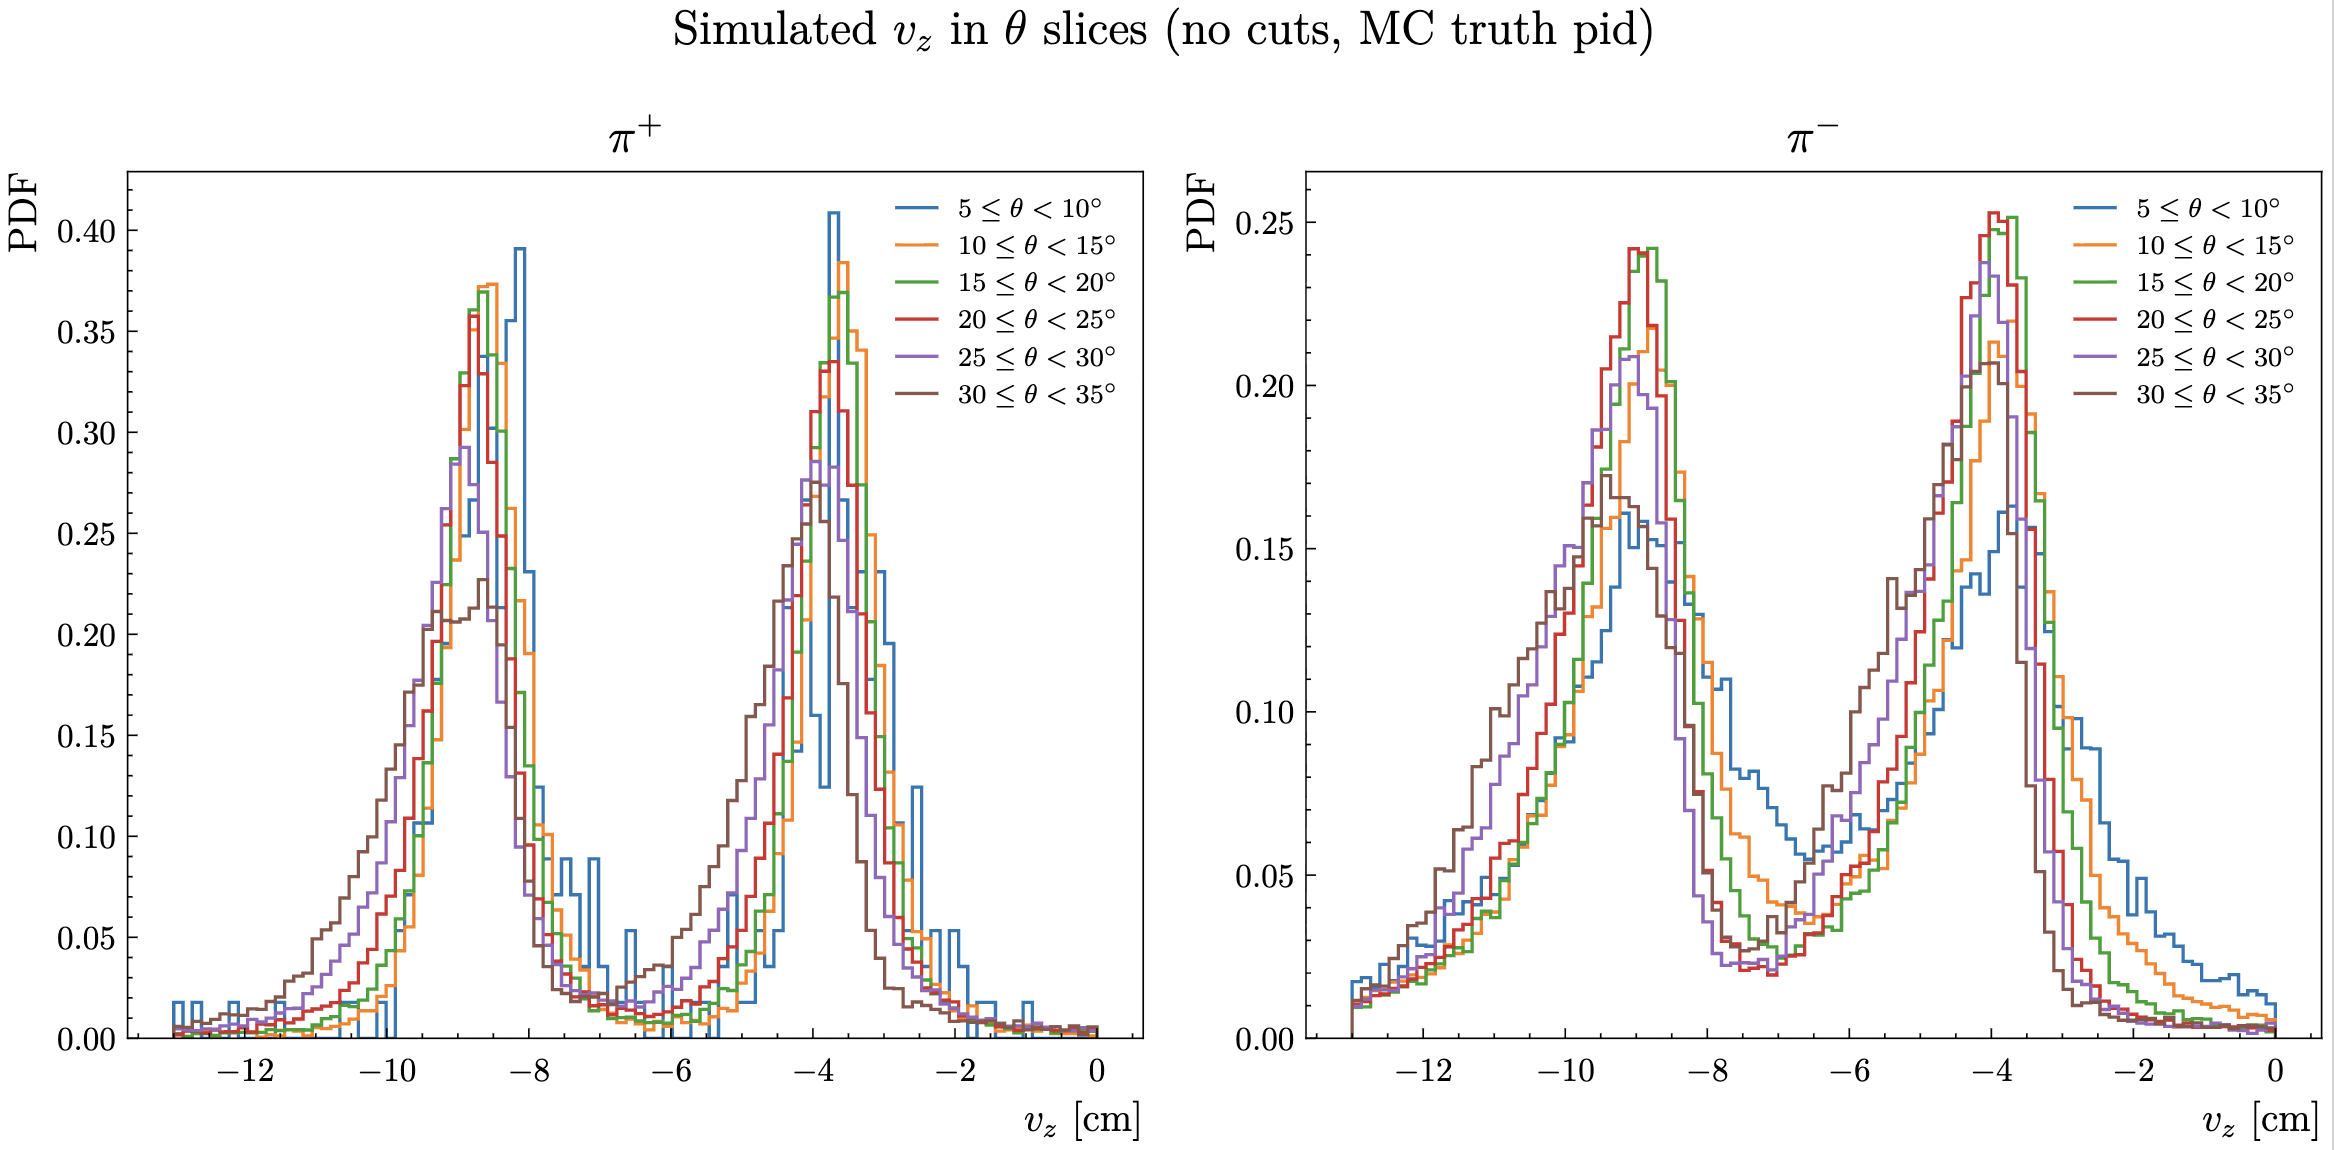 Simulated v_z in θ slices (no cuts, MC truth pid)
π⁺
PDF
0.40
0.35
0.30
0.25
0.20
0.15
0.10
0.05
0.00
−12 −10 −8 −6 −4 −2 0
v_z [cm]
5 ≤ θ < 10°
10 ≤ θ < 15°
15 ≤ θ < 20°
20 ≤ θ < 25°
25 ≤ θ < 30°
30 ≤ θ < 35°
π⁻
PDF
0.25
0.20
0.15
0.10
0.05
0.00
−12 −10 −8 −6 −4 −2 0
v_z [cm]
5 ≤ θ < 10°
10 ≤ θ < 15°
15 ≤ θ < 20°
20 ≤ θ < 25°
25 ≤ θ < 30°
30 ≤ θ < 35°